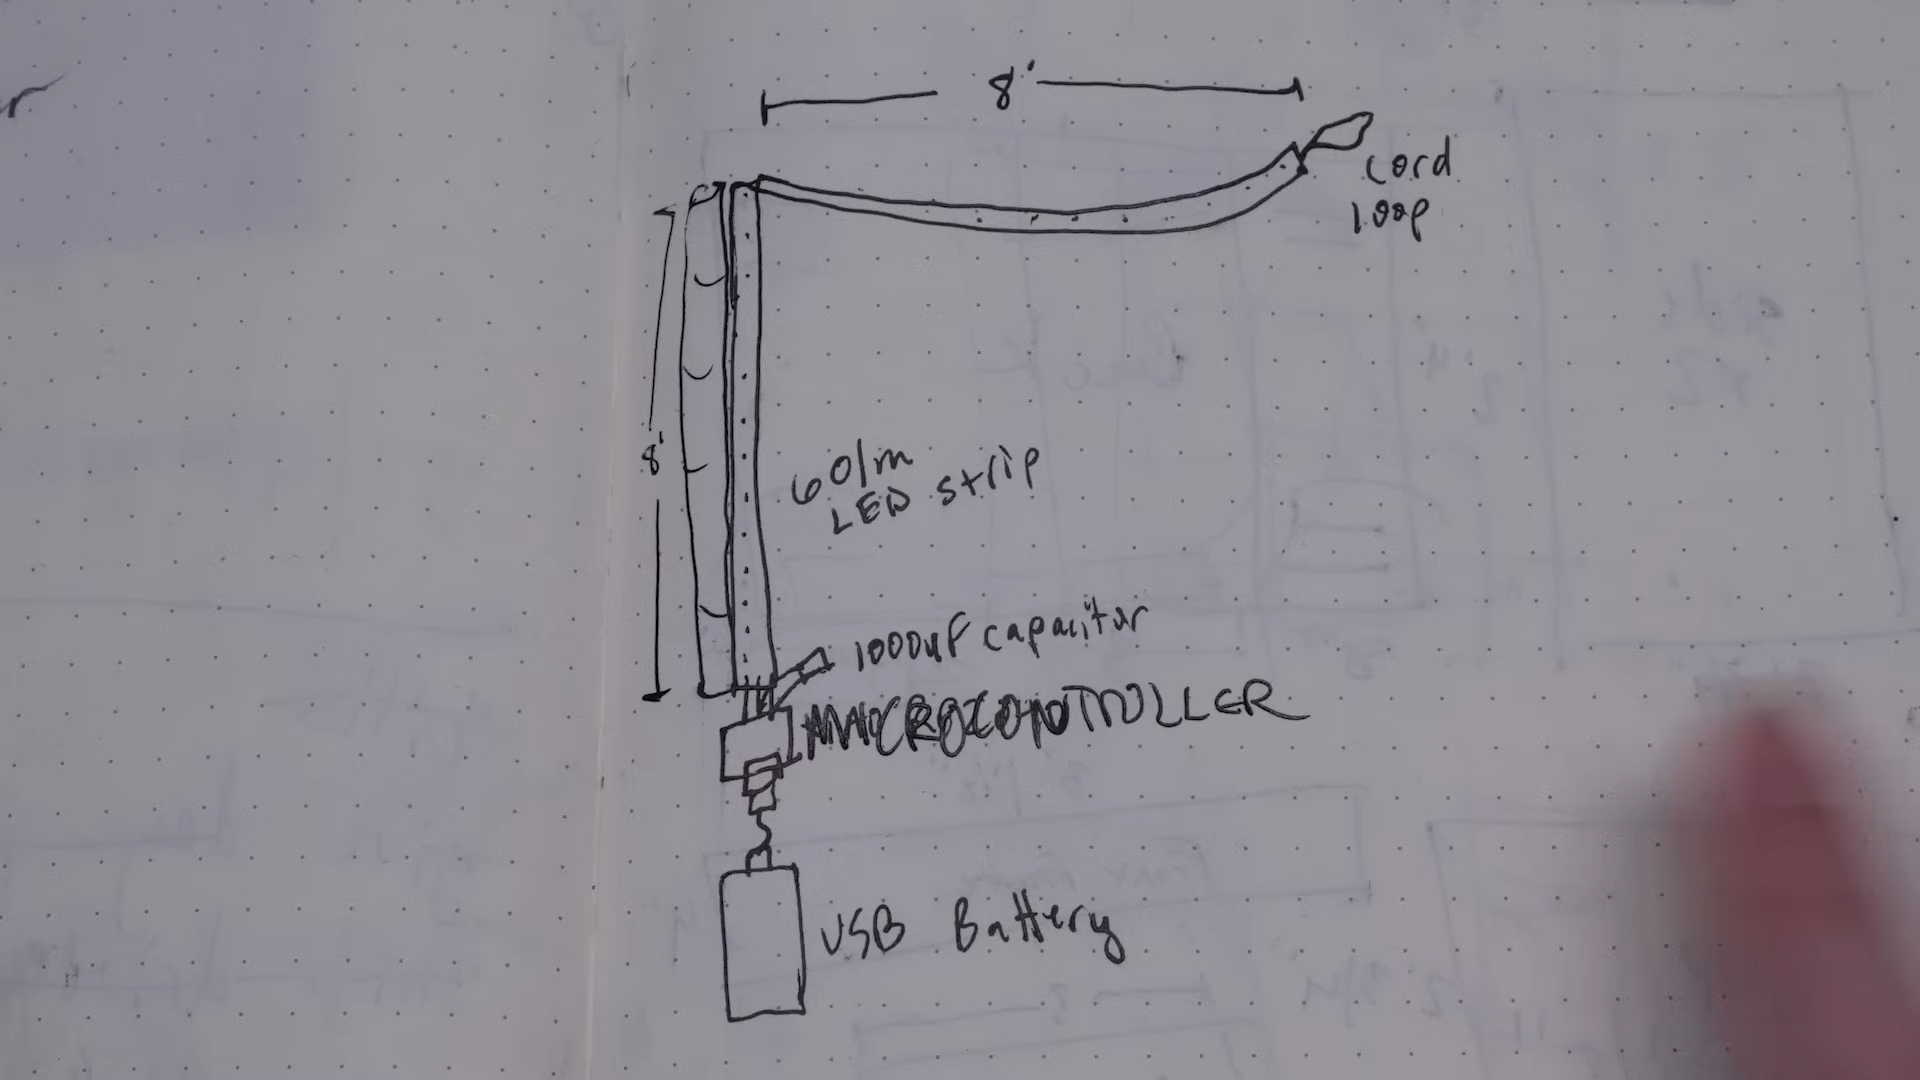 8'
cord
loop
8'
60/m
LED strip
1000uF capacitor
MICROCONTROLLER
USB Battery